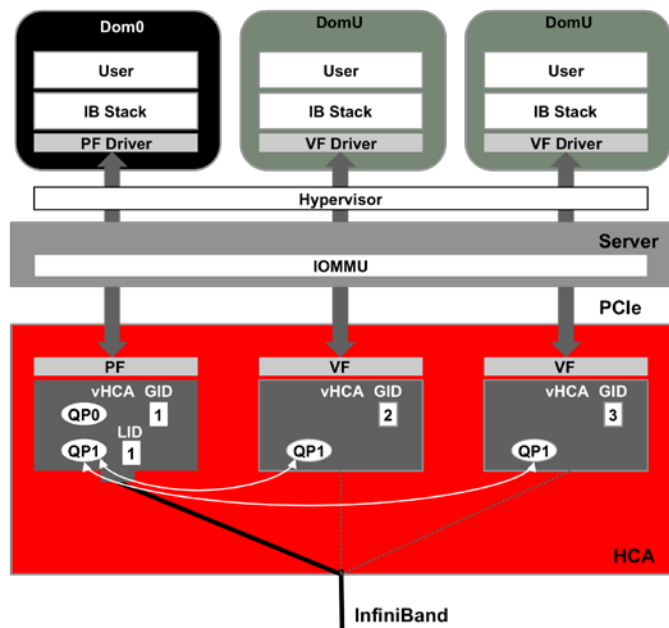 Dom0 DomU DomU
User User User
IB Stack IB Stack IB Stack
PF Driver VF Driver VF Driver
Hypervisor
Server
IOMMU
PCIe
PF VF VF
vHCA GID vHCA GID vHCA GID
QP0 1 2 3
LID
QP1 1 QP1 QP1
HCA
InfiniBand